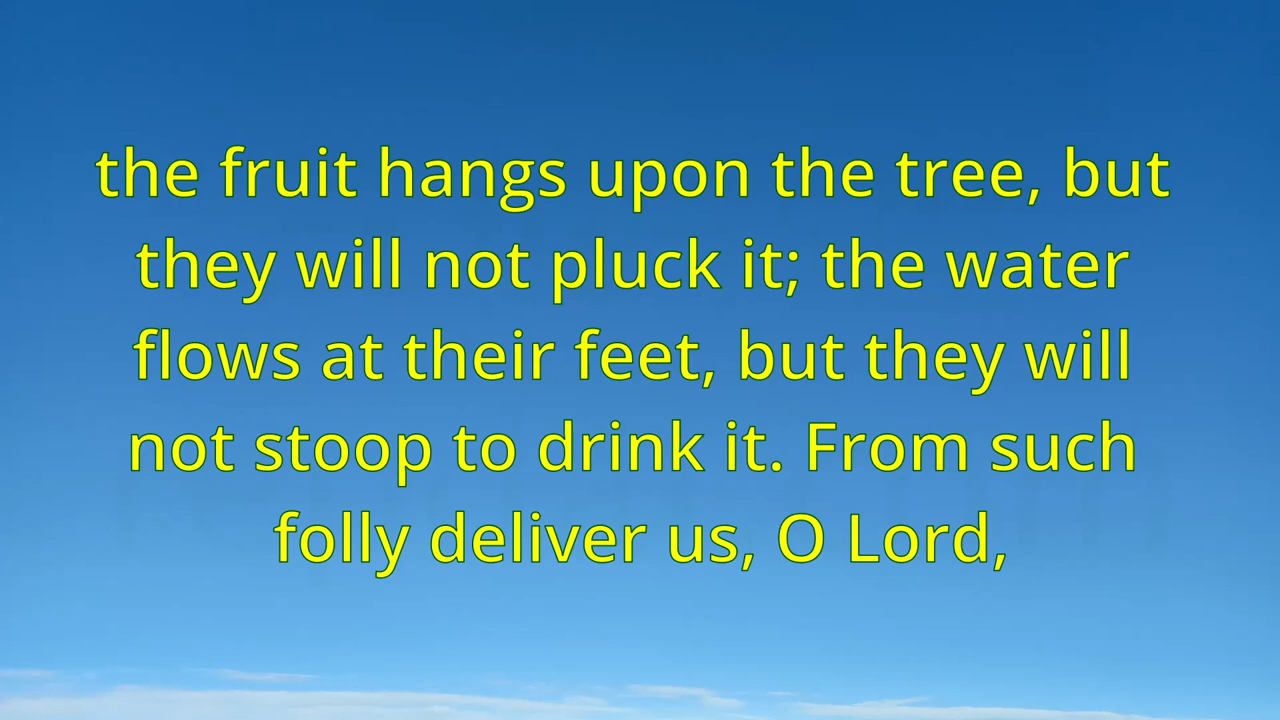 the fruit hangs upon the tree, but
they will not pluck it; the water
flows at their feet, but they will
not stoop to drink it. From such
folly deliver us, O Lord,